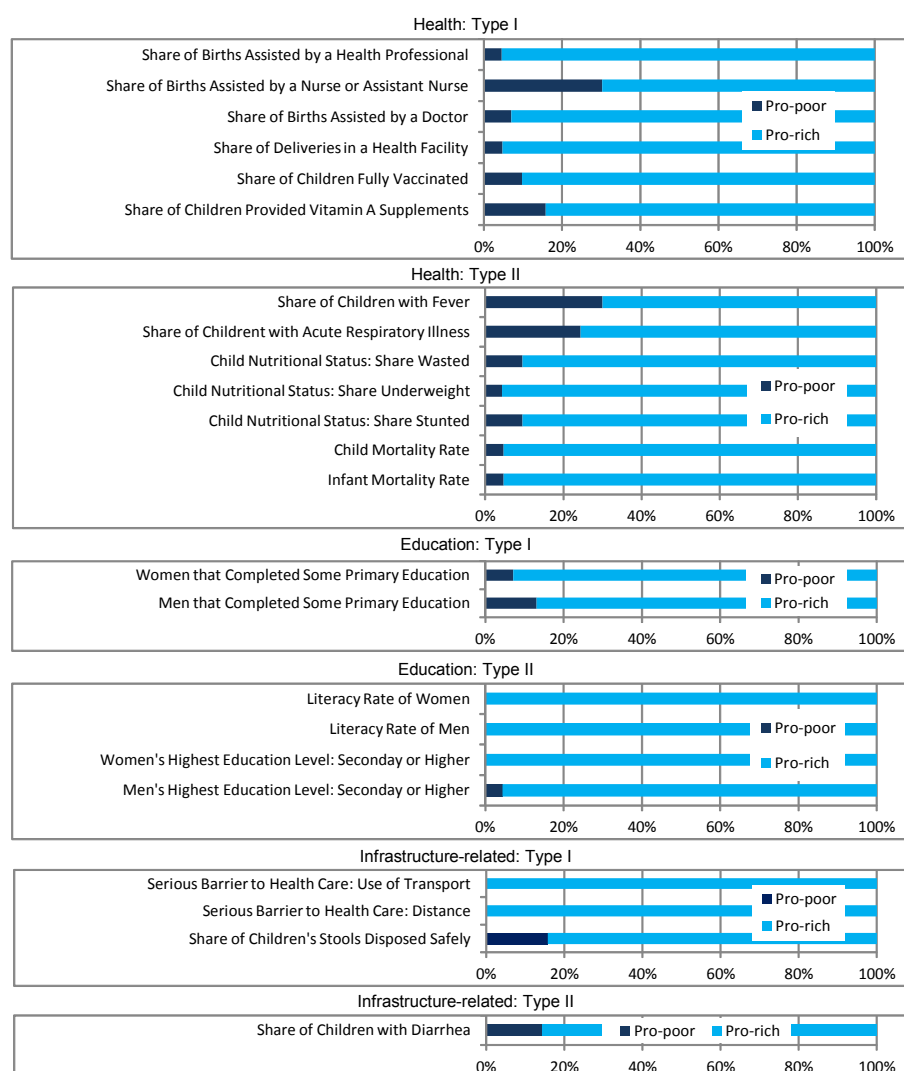 Health: Type I
Share of Births Assisted by a Health Professional
Share of Births Assisted by a Nurse or Assistant Nurse
Share of Births Assisted by a Doctor
Share of Deliveries in a Health Facility
Share of Children Fully Vaccinated
Share of Children Provided Vitamin A Supplements
Pro-poor
Pro-rich
0% 20% 40% 60% 80% 100%
Health: Type II
Share of Children with Fever
Share of Childrent with Acute Respiratory Illness
Child Nutritional Status: Share Wasted
Child Nutritional Status: Share Underweight
Child Nutritional Status: Share Stunted
Child Mortality Rate
Infant Mortality Rate
Pro-poor
Pro-rich
0% 20% 40% 60% 80% 100%
Education: Type I
Women that Completed Some Primary Education
Men that Completed Some Primary Education
Pro-poor
Pro-rich
0% 20% 40% 60% 80% 100%
Education: Type II
Literacy Rate of Women
Literacy Rate of Men
Women's Highest Education Level: Seconday or Higher
Men's Highest Education Level: Seconday or Higher
Pro-poor
Pro-rich
0% 20% 40% 60% 80% 100%
Infrastructure-related: Type I
Serious Barrier to Health Care: Use of Transport
Serious Barrier to Health Care: Distance
Share of Children's Stools Disposed Safely
Pro-poor
Pro-rich
0% 20% 40% 60% 80% 100%
Infrastructure-related: Type II
Share of Children with Diarrhea
Pro-poor Pro-rich
0% 20% 40% 60% 80% 100%